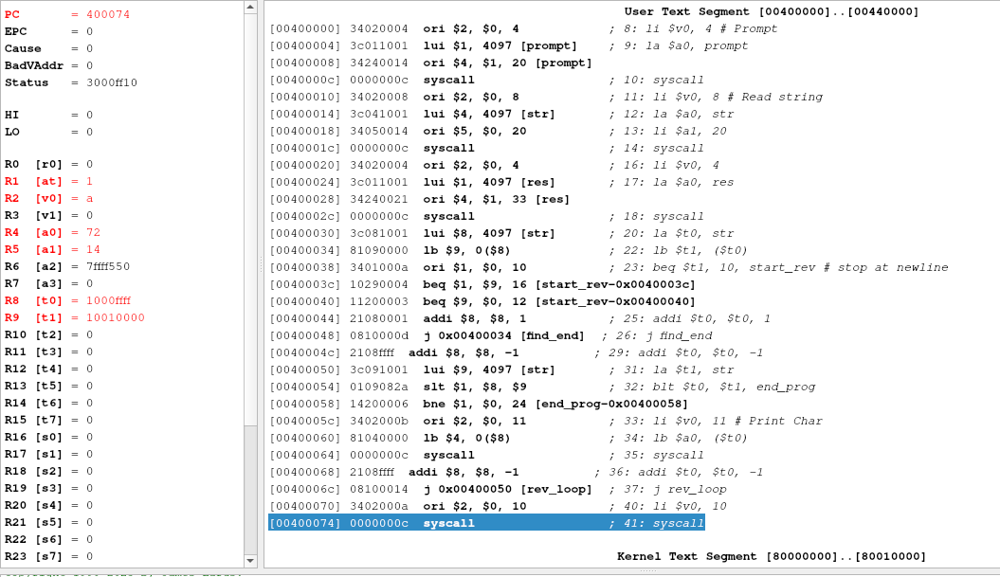 PC = 400074
EPC = 0
Cause = 0
BadVAddr = 0
Status = 3000ff10
HI = 0
LO = 0
R0 [r0] = 0
R1 [at] = 1
R2 [v0] = a
R3 [v1] = 0
R4 [a0] = 72
R5 [a1] = 14
R6 [a2] = 7ffff550
R7 [a3] = 0
R8 [t0] = 1000ffff
R9 [t1] = 10010000
R10 [t2] = 0
R11 [t3] = 0
R12 [t4] = 0
R13 [t5] = 0
R14 [t6] = 0
R15 [t7] = 0
R16 [s0] = 0
R17 [s1] = 0
R18 [s2] = 0
R19 [s3] = 0
R20 [s4] = 0
R21 [s5] = 0
R22 [s6] = 0
R23 [s7] = 0
User Text Segment [00400000]..[00440000]
[00400000] 34020004 ori $2, $0, 4 ; 8: li $v0, 4 # Prompt
[00400004] 3c011001 lui $1, 4097 [prompt] ; 9: la $a0, prompt
[00400008] 34240014 ori $4, $1, 20 [prompt]
[0040000c] 0000000c syscall ; 10: syscall
[00400010] 34020008 ori $2, $0, 8 ; 11: li $v0, 8 # Read string
[00400014] 3c041001 lui $4, 4097 [str] ; 12: la $a0, str
[00400018] 34050014 ori $5, $0, 20 ; 13: li $a1, 20
[0040001c] 0000000c syscall ; 14: syscall
[00400020] 34020004 ori $2, $0, 4 ; 16: li $v0, 4
[00400024] 3c011001 lui $1, 4097 [res] ; 17: la $a0, res
[00400028] 34240021 ori $4, $1, 33 [res]
[0040002c] 0000000c syscall ; 18: syscall
[00400030] 3c081001 lui $8, 4097 [str] ; 20: la $t0, str
[00400034] 81090000 lb $9, 0($8) ; 22: lb $t1, ($t0)
[00400038] 3401000a ori $1, $0, 10 ; 23: beq $t1, 10, start_rev # stop at newline
[0040003c] 10290004 beq $1, $9, 16 [start_rev-0x0040003c]
[00400040] 11200003 beq $9, $0, 12 [start_rev-0x00400040]
[00400044] 21080001 addi $8, $8, 1 ; 25: addi $t0, $t0, 1
[00400048] 0810000d j 0x00400034 [find_end] ; 26: j find_end
[0040004c] 2108ffff addi $8, $8, -1 ; 29: addi $t0, $t0, -1
[00400050] 3c091001 lui $9, 4097 [str] ; 31: la $t1, str
[00400054] 0109082a slt $1, $8, $9 ; 32: blt $t0, $t1, end_prog
[00400058] 14200006 bne $1, $0, 24 [end_prog-0x00400058]
[0040005c] 3402000b ori $2, $0, 11 ; 33: li $v0, 11 # Print Char
[00400060] 81040000 lb $4, 0($8) ; 34: lb $a0, ($t0)
[00400064] 0000000c syscall ; 35: syscall
[00400068] 2108ffff addi $8, $8, -1 ; 36: addi $t0, $t0, -1
[0040006c] 08100014 j 0x00400050 [rev_loop] ; 37: j rev_loop
[00400070] 3402000a ori $2, $0, 10 ; 40: li $v0, 10
[00400074] 0000000c syscall ; 41: syscall
Kernel Text Segment [80000000]..[80010000]